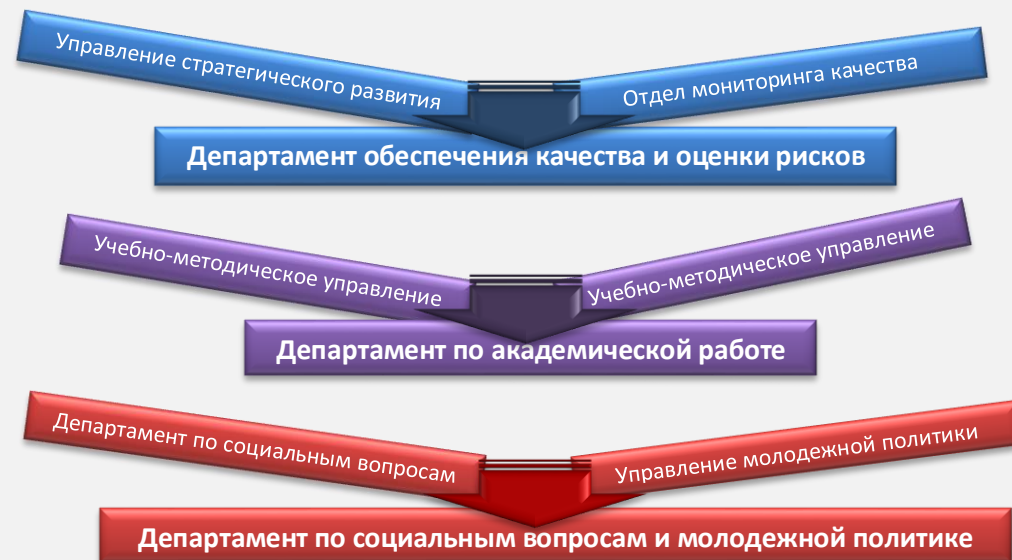 Управление стратегического развития
Отдел мониторинга качества
Департамент обеспечения качества и оценки рисков
Учебно-методическое управление
Учебно-методическое управление
Департамент по академической работе
Департамент по социальным вопросам
Управление молодежной политики
Департамент по социальным вопросам и молодежной политике